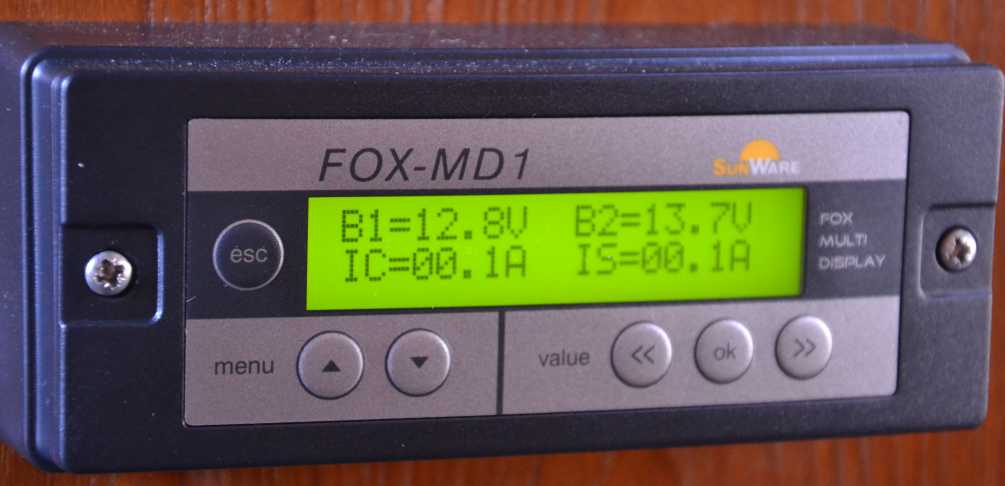 FOX-MD1
SUNWARE
esc
B1=12.8V B2=13.7V
IC=00.1A IS=00.1A
FOX
MULTI
DISPLAY
menu
value << ok >>